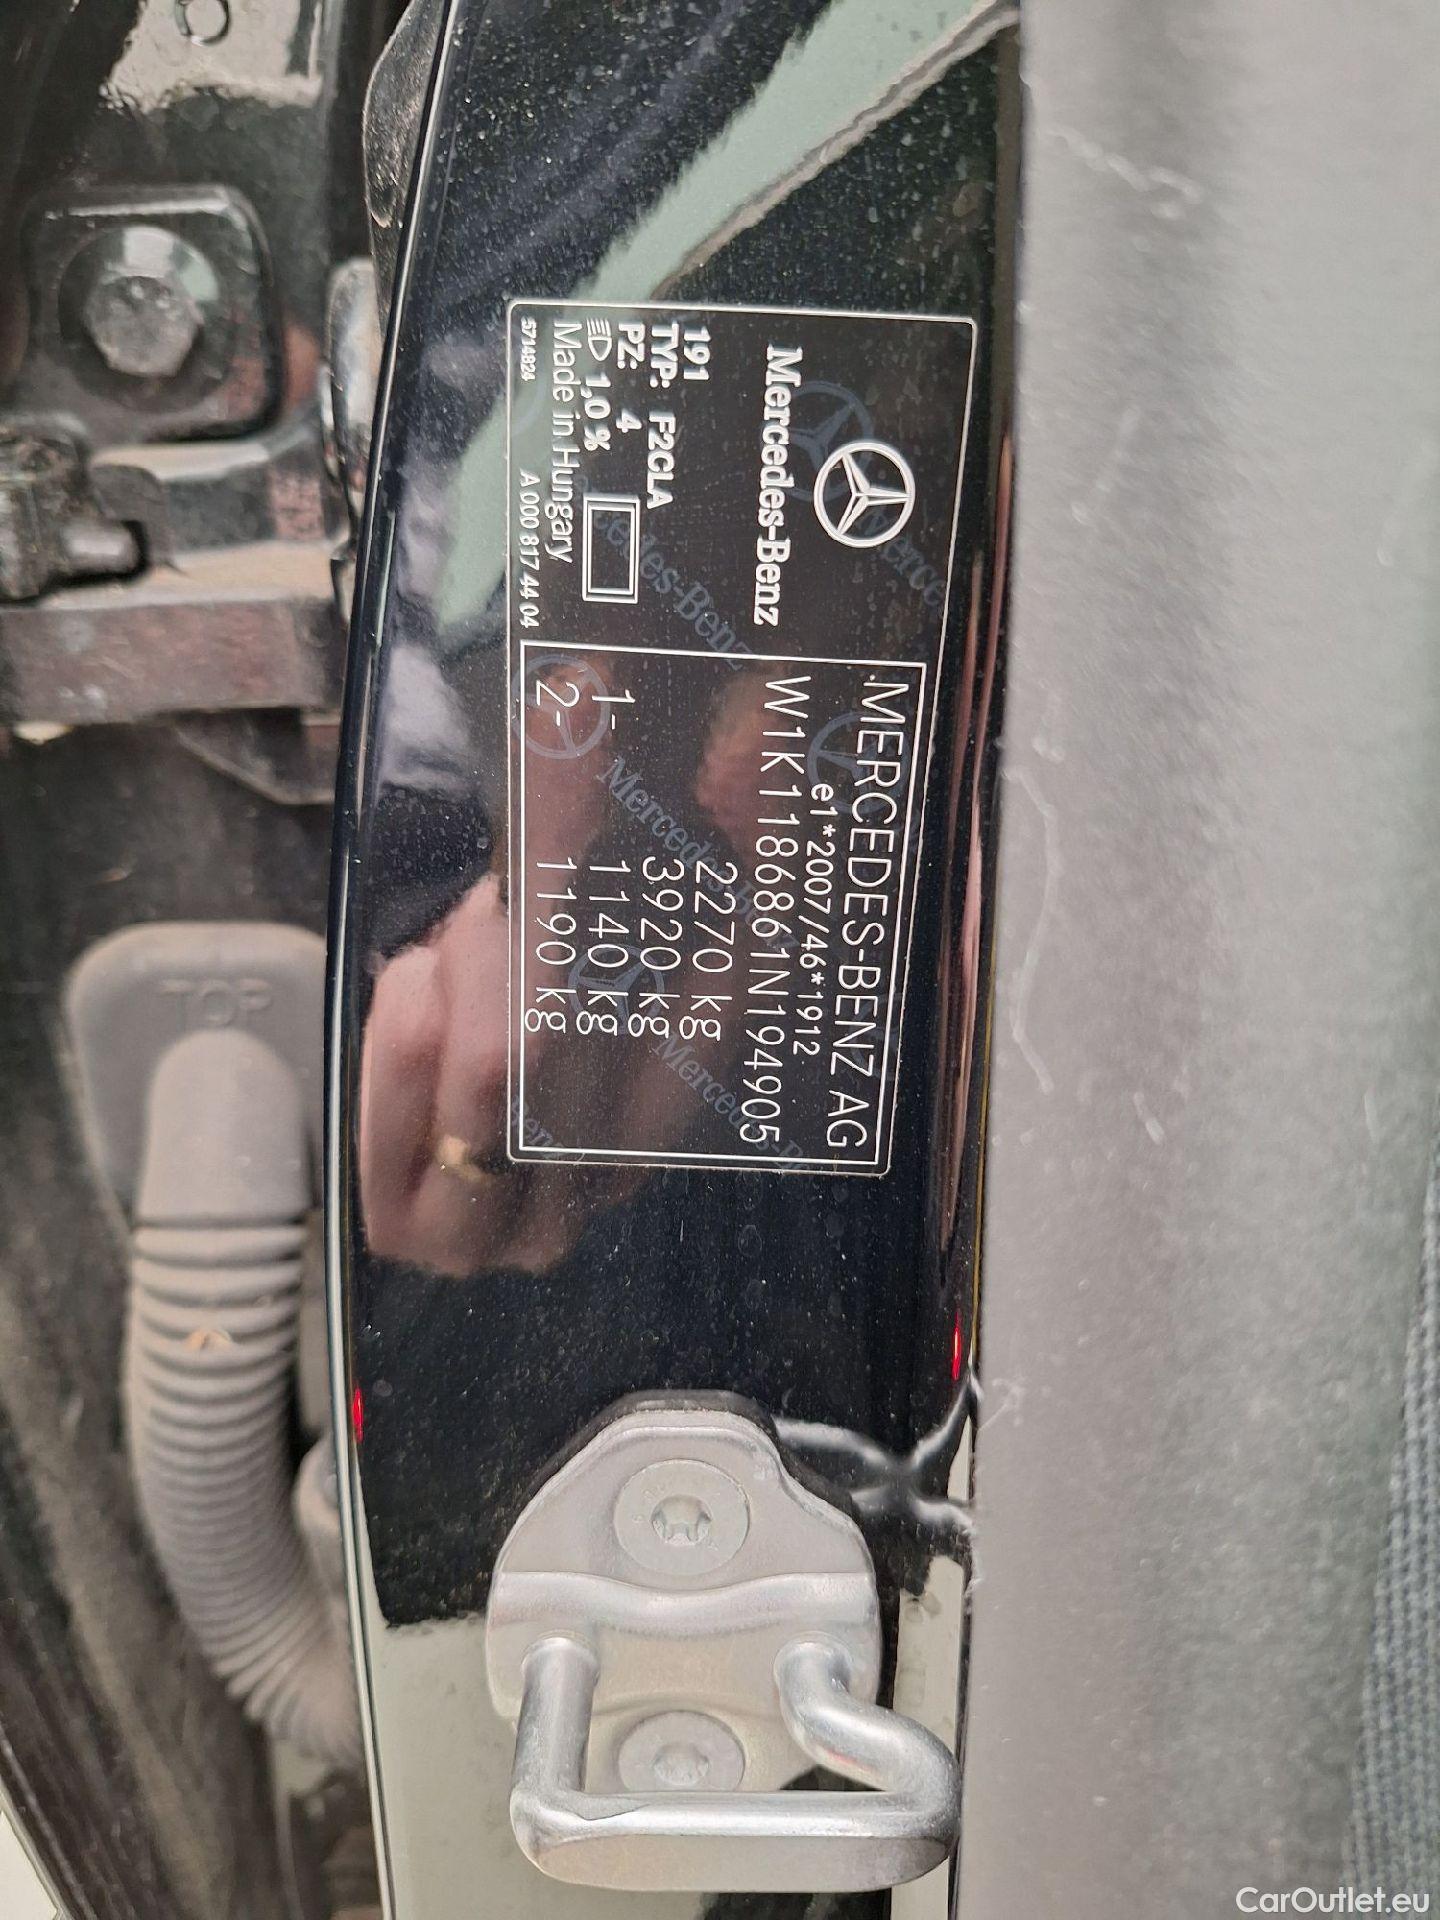 Mercedes-Benz
191
TYP: F2CLA
PZ: 4
1,0 %
Made in Hungary
5714824 A 000 817 44 04
MERCEDES-BENZ AG
e1*2007/46*1912
W1K1186861N194905
2270 kg
3920 kg
1- 1140 kg
2- 1190 kg
TOP
CarOutlet.eu